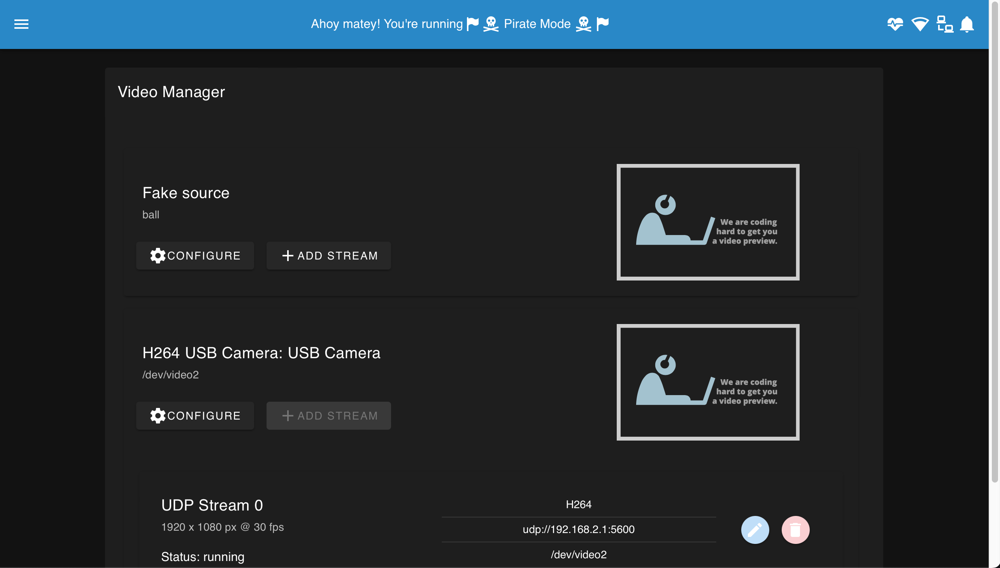 Ahoy matey! You're running Pirate Mode
Video Manager
Fake source
ball
CONFIGURE
ADD STREAM
We are coding
hard to get you
a video preview.
H264 USB Camera: USB Camera
/dev/video2
CONFIGURE
ADD STREAM
We are coding
hard to get you
a video preview.
UDP Stream 0
1920 x 1080 px @ 30 fps
Status: running
H264
udp://192.168.2.1:5600
/dev/video2